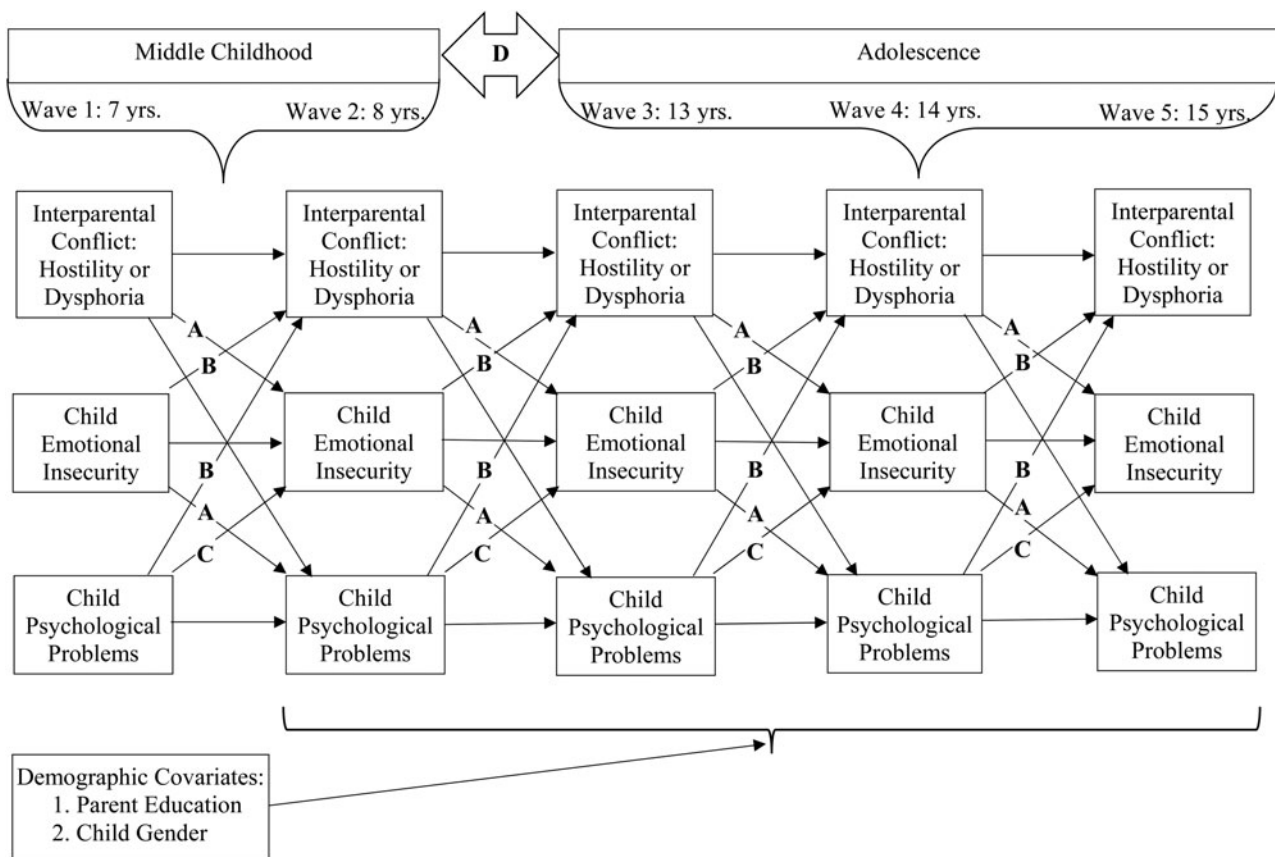 Middle Childhood
D
Adolescence
Wave 1: 7 yrs.
Wave 2: 8 yrs.
Wave 3: 13 yrs.
Wave 4: 14 yrs.
Wave 5: 15 yrs.
Interparental
Conflict:
Hostility or
Dysphoria
Interparental
Conflict:
Hostility or
Dysphoria
Interparental
Conflict:
Hostility or
Dysphoria
Interparental
Conflict:
Hostility or
Dysphoria
Interparental
Conflict:
Hostility or
Dysphoria
A
B
A
B
A
B
A
B
Child
Emotional
Insecurity
Child
Emotional
Insecurity
Child
Emotional
Insecurity
Child
Emotional
Insecurity
Child
Emotional
Insecurity
B
A
C
B
A
C
B
A
C
B
A
C
Child
Psychological
Problems
Child
Psychological
Problems
Child
Psychological
Problems
Child
Psychological
Problems
Child
Psychological
Problems
Demographic Covariates:
1. Parent Education
2. Child Gender